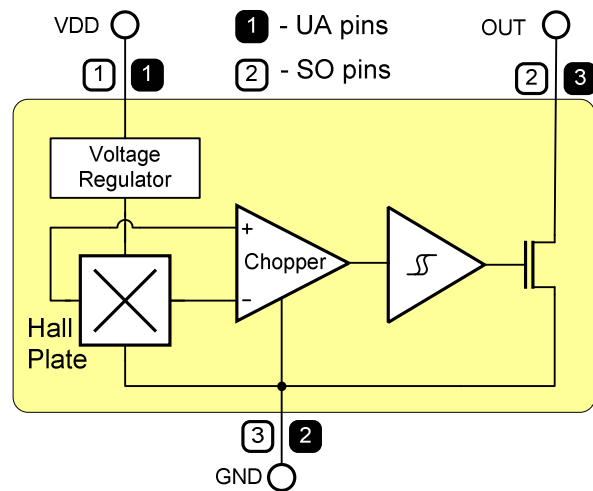 VDD
1 - UA pins
OUT
2 - SO pins
1 1
2 3
Voltage
Regulator
+
Chopper
−
Hall
Plate
3 2
GND